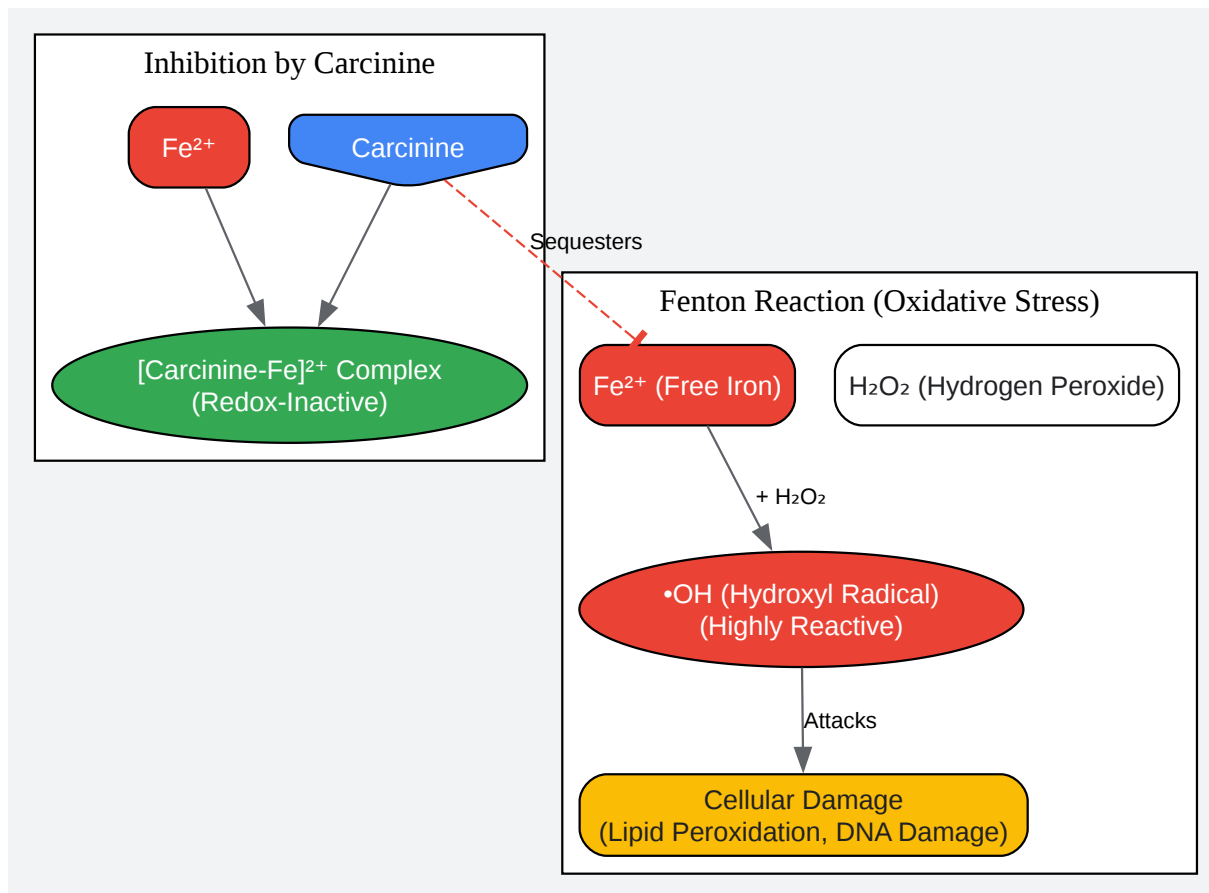 Inhibition by Carcinine
Fe²⁺
Carcinine
Sequesters
[Carcinine-Fe]²⁺ Complex
(Redox-Inactive)
Fenton Reaction (Oxidative Stress)
Fe²⁺ (Free Iron)
H₂O₂ (Hydrogen Peroxide)
+ H₂O₂
•OH (Hydroxyl Radical)
(Highly Reactive)
Attacks
Cellular Damage
(Lipid Peroxidation, DNA Damage)